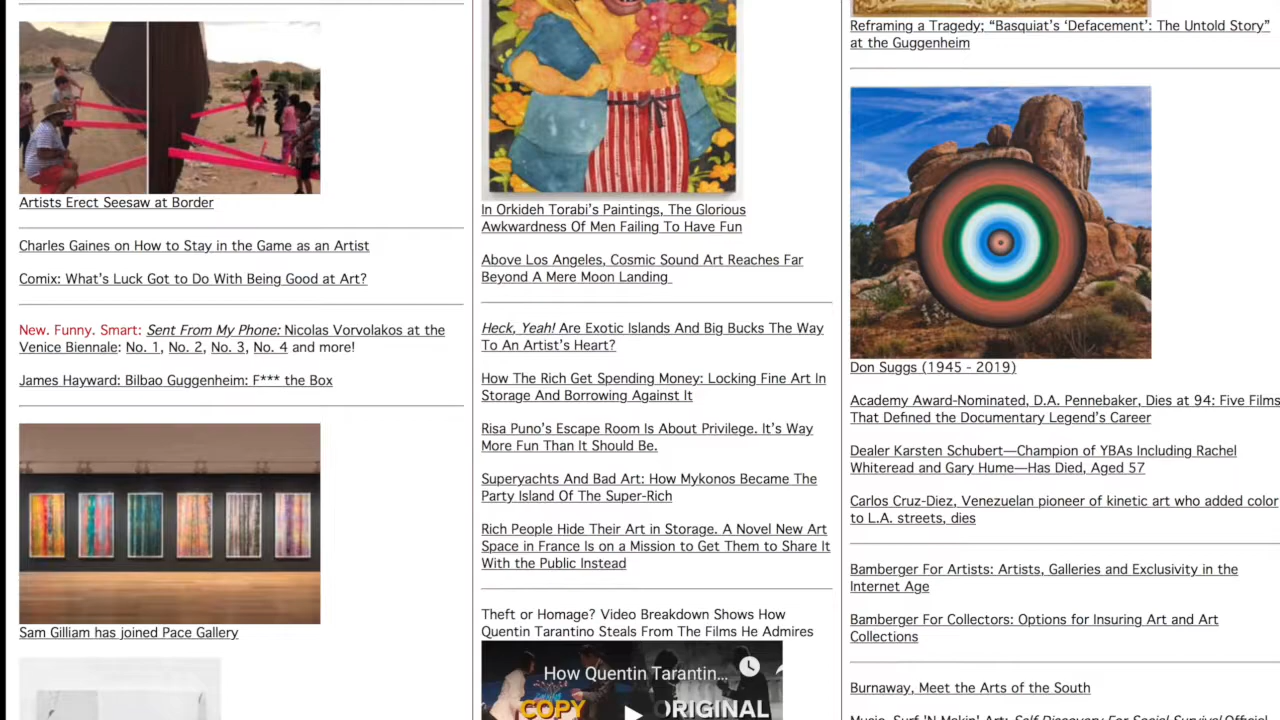 Artists Erect Seesaw at Border
Charles Gaines on How to Stay in the Game as an Artist
Comix: What's Luck Got to Do With Being Good at Art?
New. Funny. Smart: Sent From My Phone: Nicolas Vorvolakos at the
Venice Biennale: No. 1, No. 2, No. 3, No. 4 and more!
James Hayward: Bilbao Guggenheim: F*** the Box
Sam Gilliam has joined Pace Gallery
In Orkideh Torabi's Paintings, The Glorious
Awkwardness Of Men Failing To Have Fun
Above Los Angeles, Cosmic Sound Art Reaches Far
Beyond A Mere Moon Landing
Heck, Yeah! Are Exotic Islands And Big Bucks The Way
To An Artist's Heart?
How The Rich Get Spending Money: Locking Fine Art In
Storage And Borrowing Against It
Risa Puno's Escape Room Is About Privilege. It's Way
More Fun Than It Should Be.
Superyachts And Bad Art: How Mykonos Became The
Party Island Of The Super-Rich
Rich People Hide Their Art in Storage. A Novel New Art
Space in France Is on a Mission to Get Them to Share It
With the Public Instead
Theft or Homage? Video Breakdown Shows How
Quentin Tarantino Steals From The Films He Admires
How Quentin Tarantin...
COPY ORIGINAL
Reframing a Tragedy; “Basquiat's ‘Defacement’: The Untold Story”
at the Guggenheim
Don Suggs (1945 - 2019)
Academy Award-Nominated, D.A. Pennebaker, Dies at 94: Five Films
That Defined the Documentary Legend's Career
Dealer Karsten Schubert—Champion of YBAs Including Rachel
Whiteread and Gary Hume—Has Died, Aged 57
Carlos Cruz-Diez, Venezuelan pioneer of kinetic art who added color
to L.A. streets, dies
Bamberger For Artists: Artists, Galleries and Exclusivity in the
Internet Age
Bamberger For Collectors: Options for Insuring Art and Art
Collections
Burnaway, Meet the Arts of the South
Music, Surf 'N Makin' Art: Self-Discovery For Social Survival Official